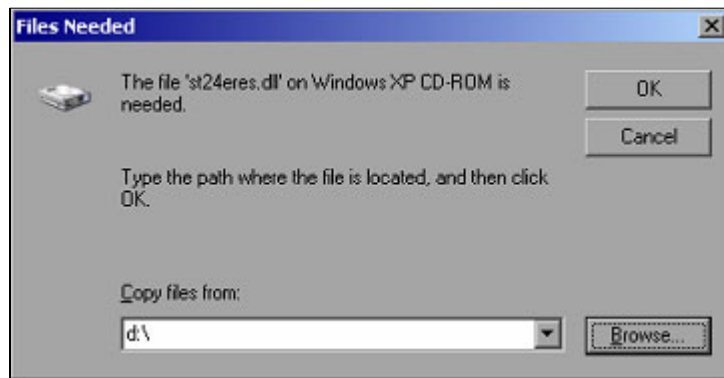 Files Needed
The file 'st24eres.dll' on Windows XP CD-ROM is
needed.
OK
Cancel
Type the path where the file is located, and then click
OK.
Copy files from:
d:\
Browse...